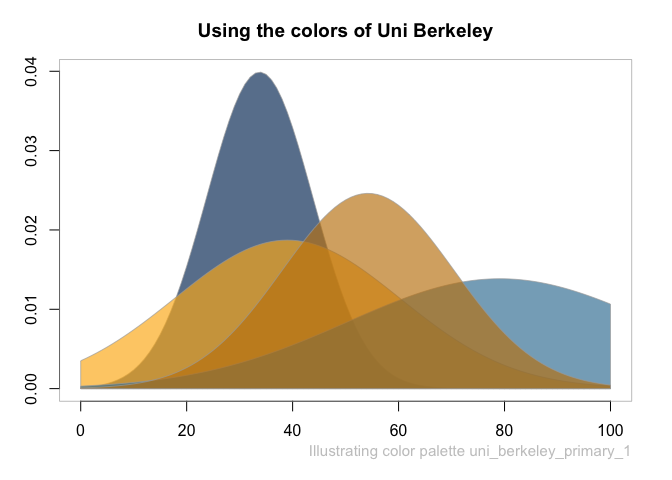 Using the colors of Uni Berkeley
0.04
0.03
0.02
0.01
0.00
0 20 40 60 80 100
Illustrating color palette uni_berkeley_primary_1